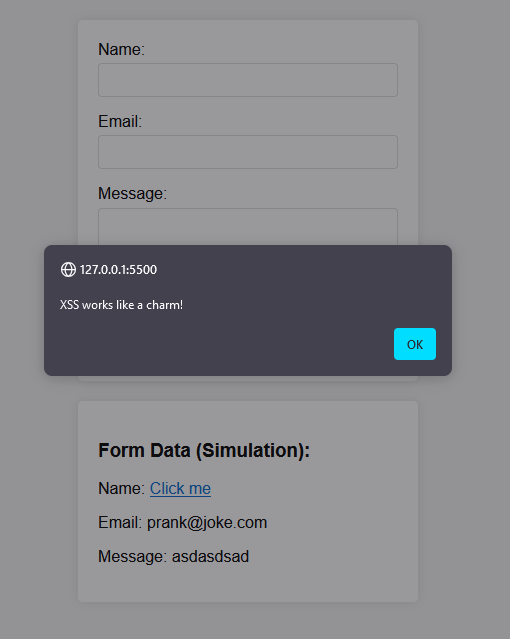 Name:
Email:
Message:
127.0.0.1:5500
XSS works like a charm!
OK
Form Data (Simulation):
Name: Click me
Email: prank@joke.com
Message: asdasdsad